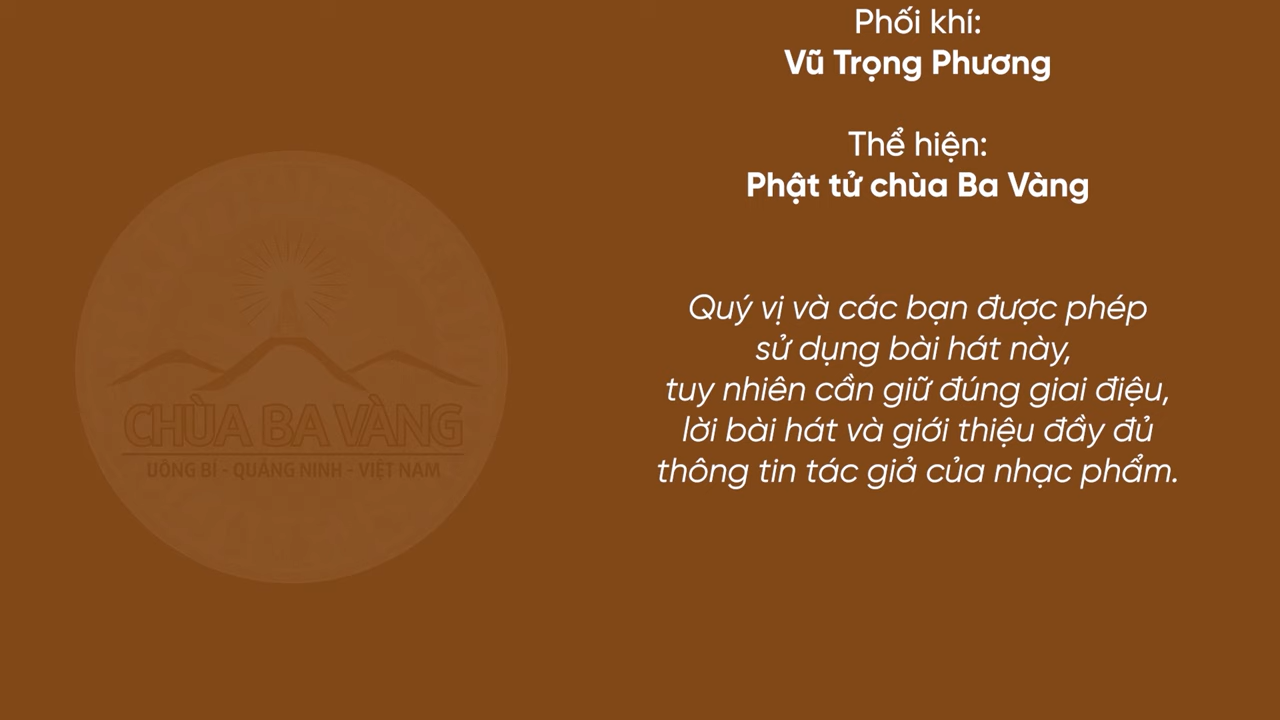 Phối khí:
Vũ Trọng Phương
Thể hiện:
Phật tử chùa Ba Vàng
Quý vị và các bạn được phép
sử dụng bài hát này,
tuy nhiên cần giữ đúng giai điệu,
lời bài hát và giới thiệu đầy đủ
thông tin tác giả của nhạc phẩm.
CHÙA BA VÀNG
UÔNG BÍ - QUẢNG NINH - VIỆT NAM